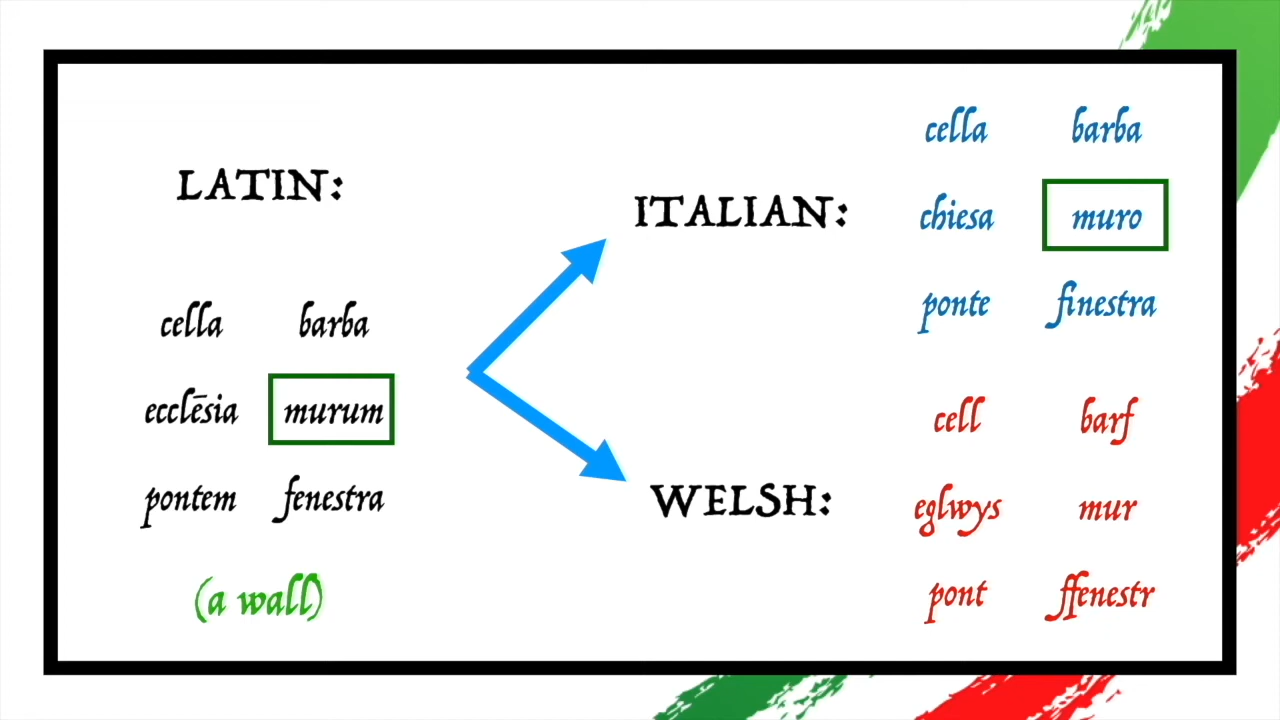 LATIN:
cella barba
ecclēsia murum
pontem fenestra
(a wall)
ITALIAN:
cella barba
chiesa muro
ponte finestra
WELSH:
cell barf
eglwys mur
pont ffenestr